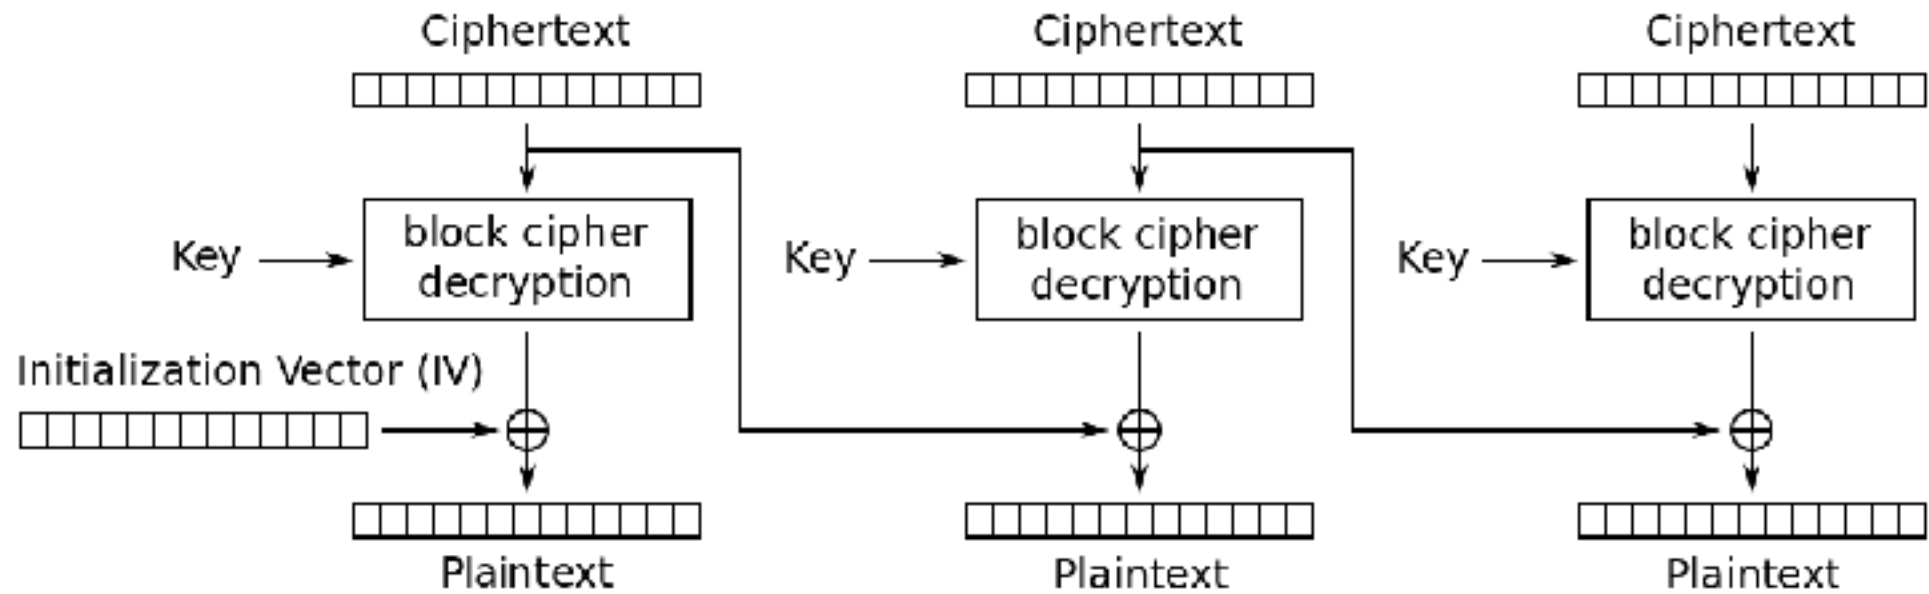 Ciphertext
Ciphertext
Ciphertext
Key
block cipher
decryption
Key
block cipher
decryption
Key
block cipher
decryption
Initialization Vector (IV)
Plaintext
Plaintext
Plaintext